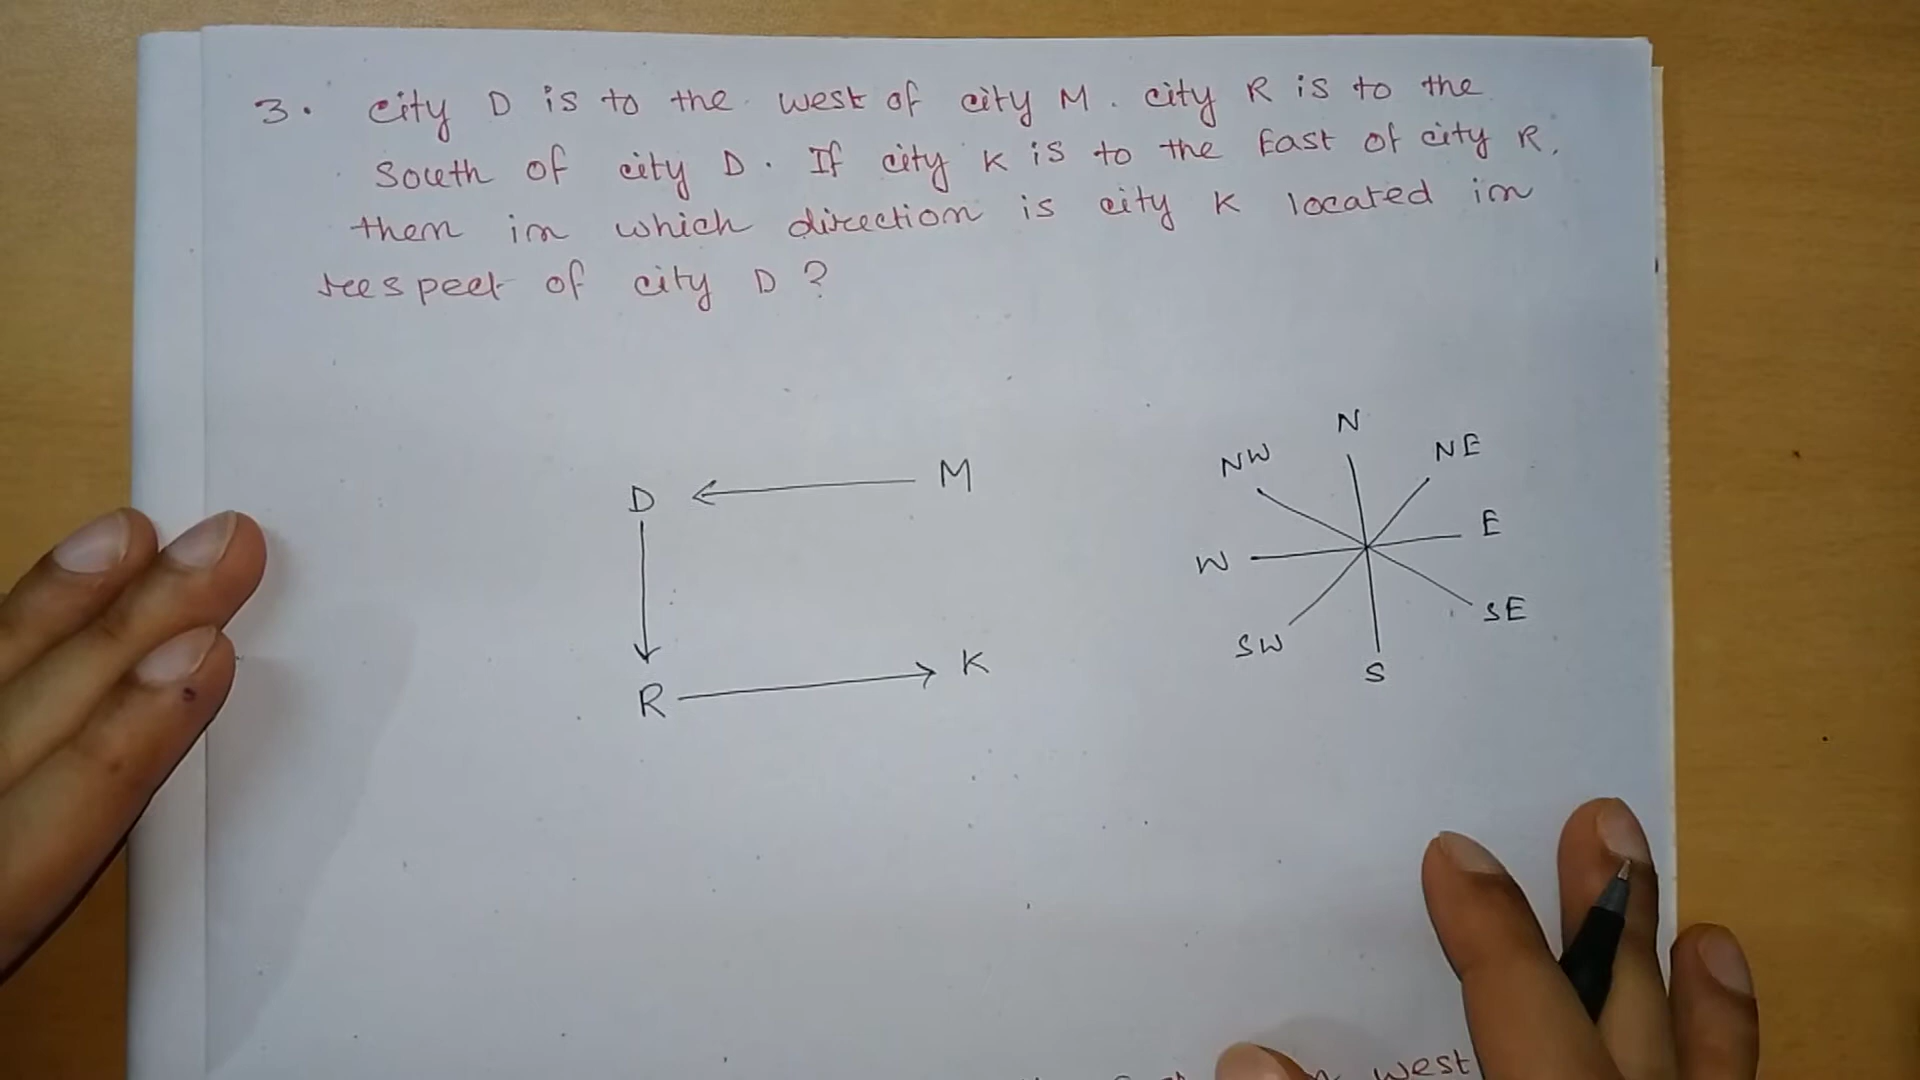 3. city D is to the west of city M. city R is to the
South of city D. If city K is to the East of city R,
then in which direction is city K located in
respect of city D?
N
NW NE
D M
W E
SW SE
R K
S
west